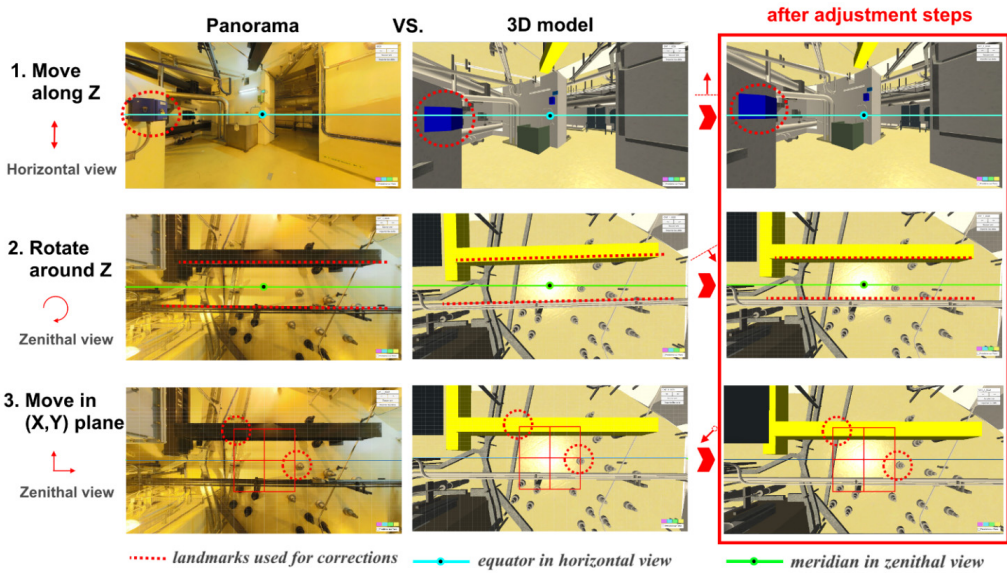 Panorama
VS.
3D model
after adjustment steps
1. Move
along Z
Horizontal view
2. Rotate
around Z
Zenithal view
3. Move in
(X,Y) plane
Zenithal view
landmarks used for corrections
equator in horizontal view
meridian in zenithal view